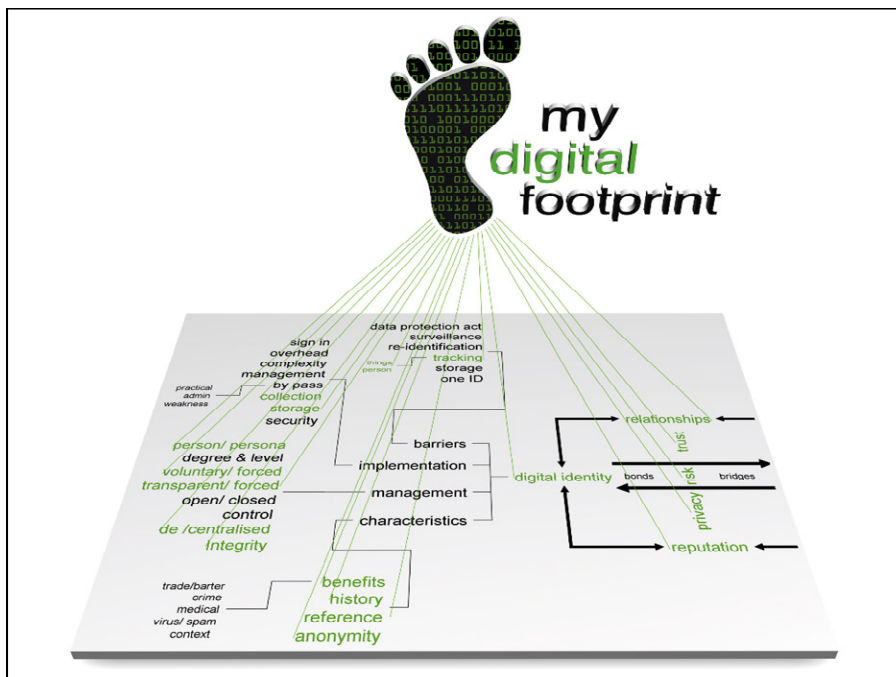 my
digital
footprint
data protection act
surveillance
re-identification
tracking
storage
one ID
things
person
sign in
overhead
complexity
management
by pass
collection
storage
security
practical
admin
weakness
person/ persona
degree & level
voluntary/ forced
transparent/ forced
open/ closed
control
de /centralised
Integrity
barriers
implementation
management
characteristics
digital identity
relationships
trust
bonds
risk
bridges
privacy
reputation
benefits
history
reference
anonymity
trade/barter
crime
medical
virus/ spam
context